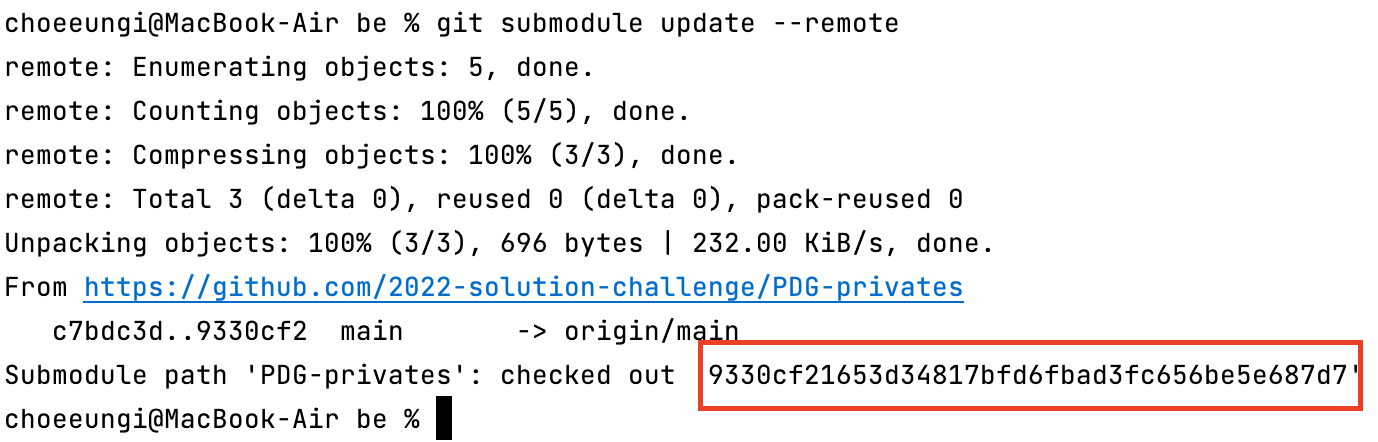 choeeungi@MacBook-Air be % git submodule update --remote
remote: Enumerating objects: 5, done.
remote: Counting objects: 100% (5/5), done.
remote: Compressing objects: 100% (3/3), done.
remote: Total 3 (delta 0), reused 0 (delta 0), pack-reused 0
Unpacking objects: 100% (3/3), 696 bytes | 232.00 KiB/s, done.
From https://github.com/2022-solution-challenge/PDG-privates
   c7bdc3d..9330cf2  main       -> origin/main
Submodule path 'PDG-privates': checked out 9330cf21653d34817bfd6fbad3fc656be5e687d7'
choeeungi@MacBook-Air be %